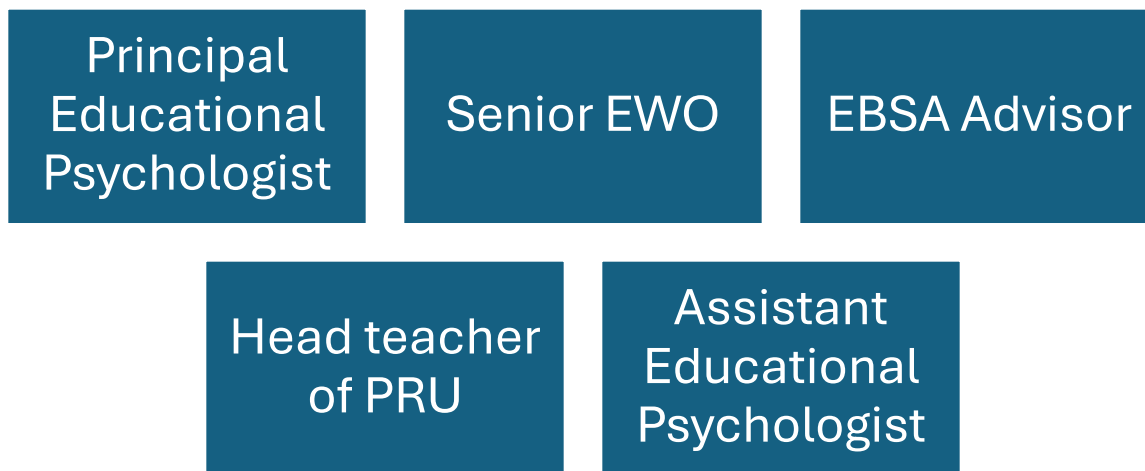 Principal
Educational
Psychologist
Senior EWO
EBSA Advisor
Head teacher
of PRU
Assistant
Educational
Psychologist